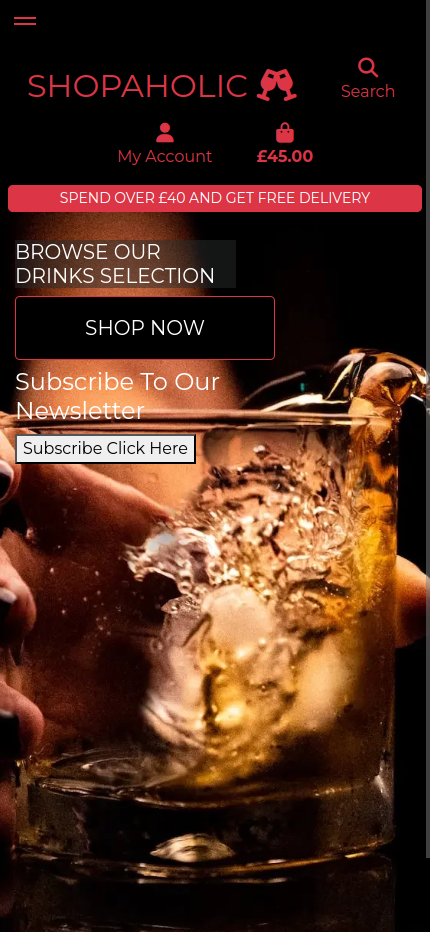 SHOPAHOLIC
Search
My Account
£45.00
SPEND OVER £40 AND GET FREE DELIVERY
BROWSE OUR
DRINKS SELECTION
SHOP NOW
Subscribe To Our
Newsletter
Subscribe Click Here